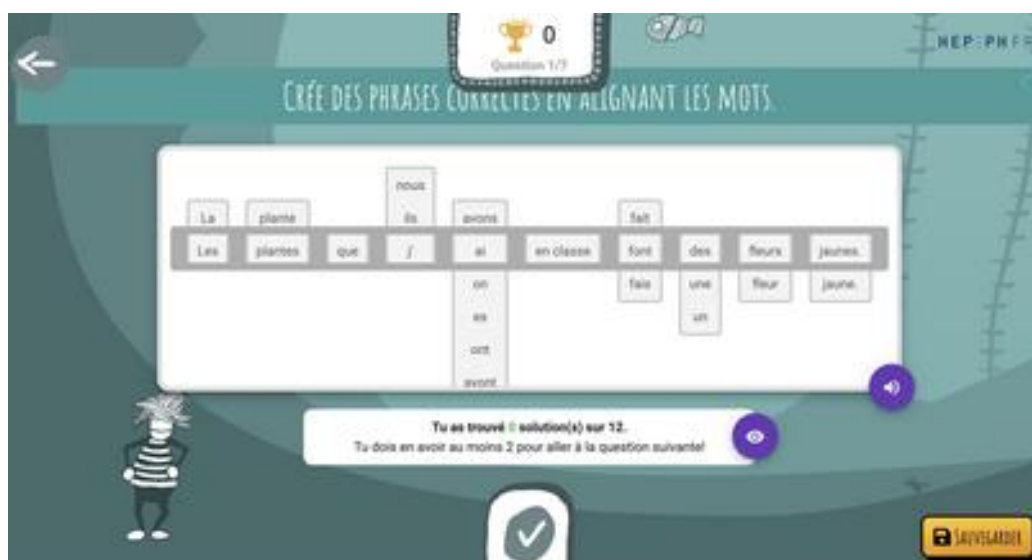 0
Question 1/7
HEP PH FR
CRÉE DES PHRASES CORRECTES EN ALIGNANT LES MOTS.
nous
La plante ils avons fait
Les plantes que j' ai en classe font des fleurs jaunes.
on fais une fleur jaune.
es un
ont
avont
Tu as trouvé 0 solution(s) sur 12.
Tu dois en avoir au moins 2 pour aller à la question suivante!
SAUVEGARDER